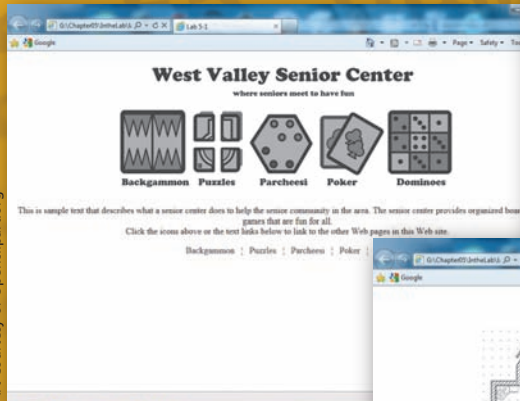 G:\Chapter05\IntheLab\L
Lab 5-1
Google
Page
Safety
West Valley Senior Center
where seniors meet to have fun
Backgammon Puzzles Parcheesi Poker Dominoes
This is sample text that describes what a senior center does to help the senior community in the area. The senior center provides organized
games that are fun for all.
Click the icons above or the text links below to link to the other Web pages in this Web site.
Backgammon ¦ Puzzles ¦ Parcheesi ¦ Poker ¦
G:\Chapter05\IntheLab\L
Google